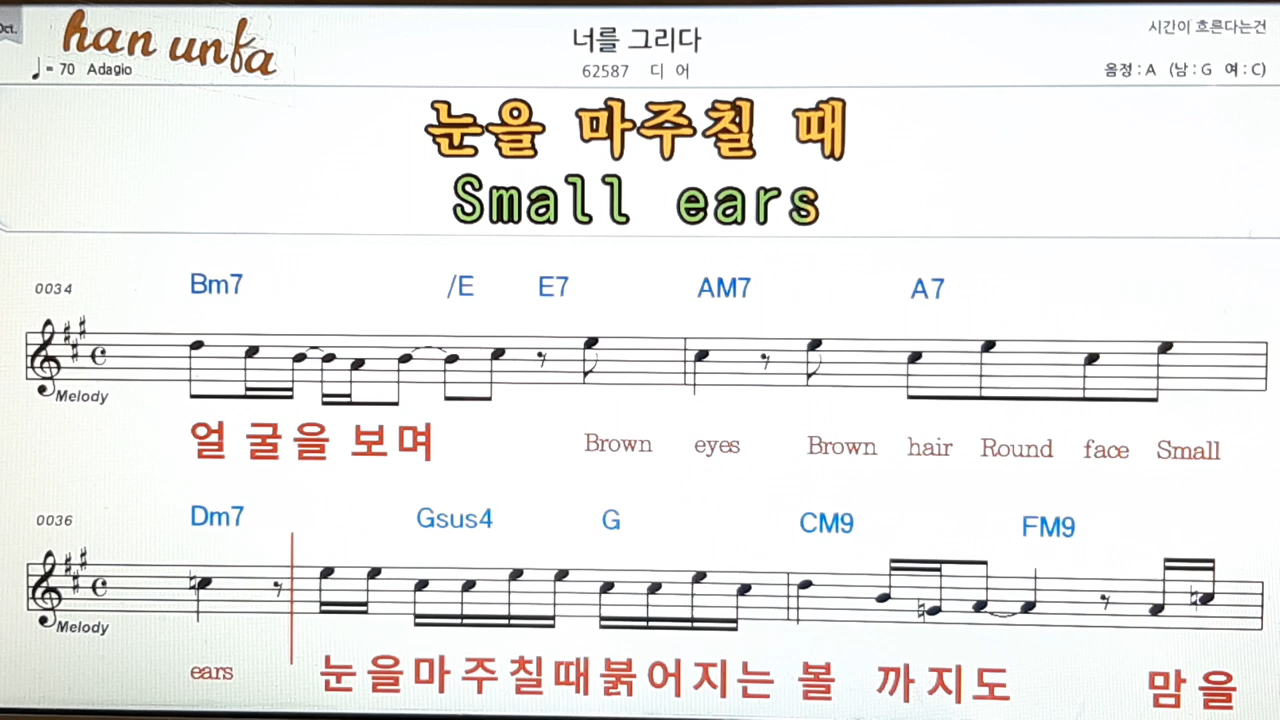 Oct.
han unfa
♩= 70 Adagio
너를 그리다
62587 디 어
시간이 흐른다는건
음정 : A (남 : G 여 : C)
눈을 마주칠 때
Small ears
0034
Bm7 /E E7 AM7 A7
Melody
얼 굴을 보며 Brown eyes Brown hair Round face Small
0036
Dm7 Gsus4 G CM9 FM9
Melody
ears 눈을마주칠때붉어지는 볼 까지도 맘을